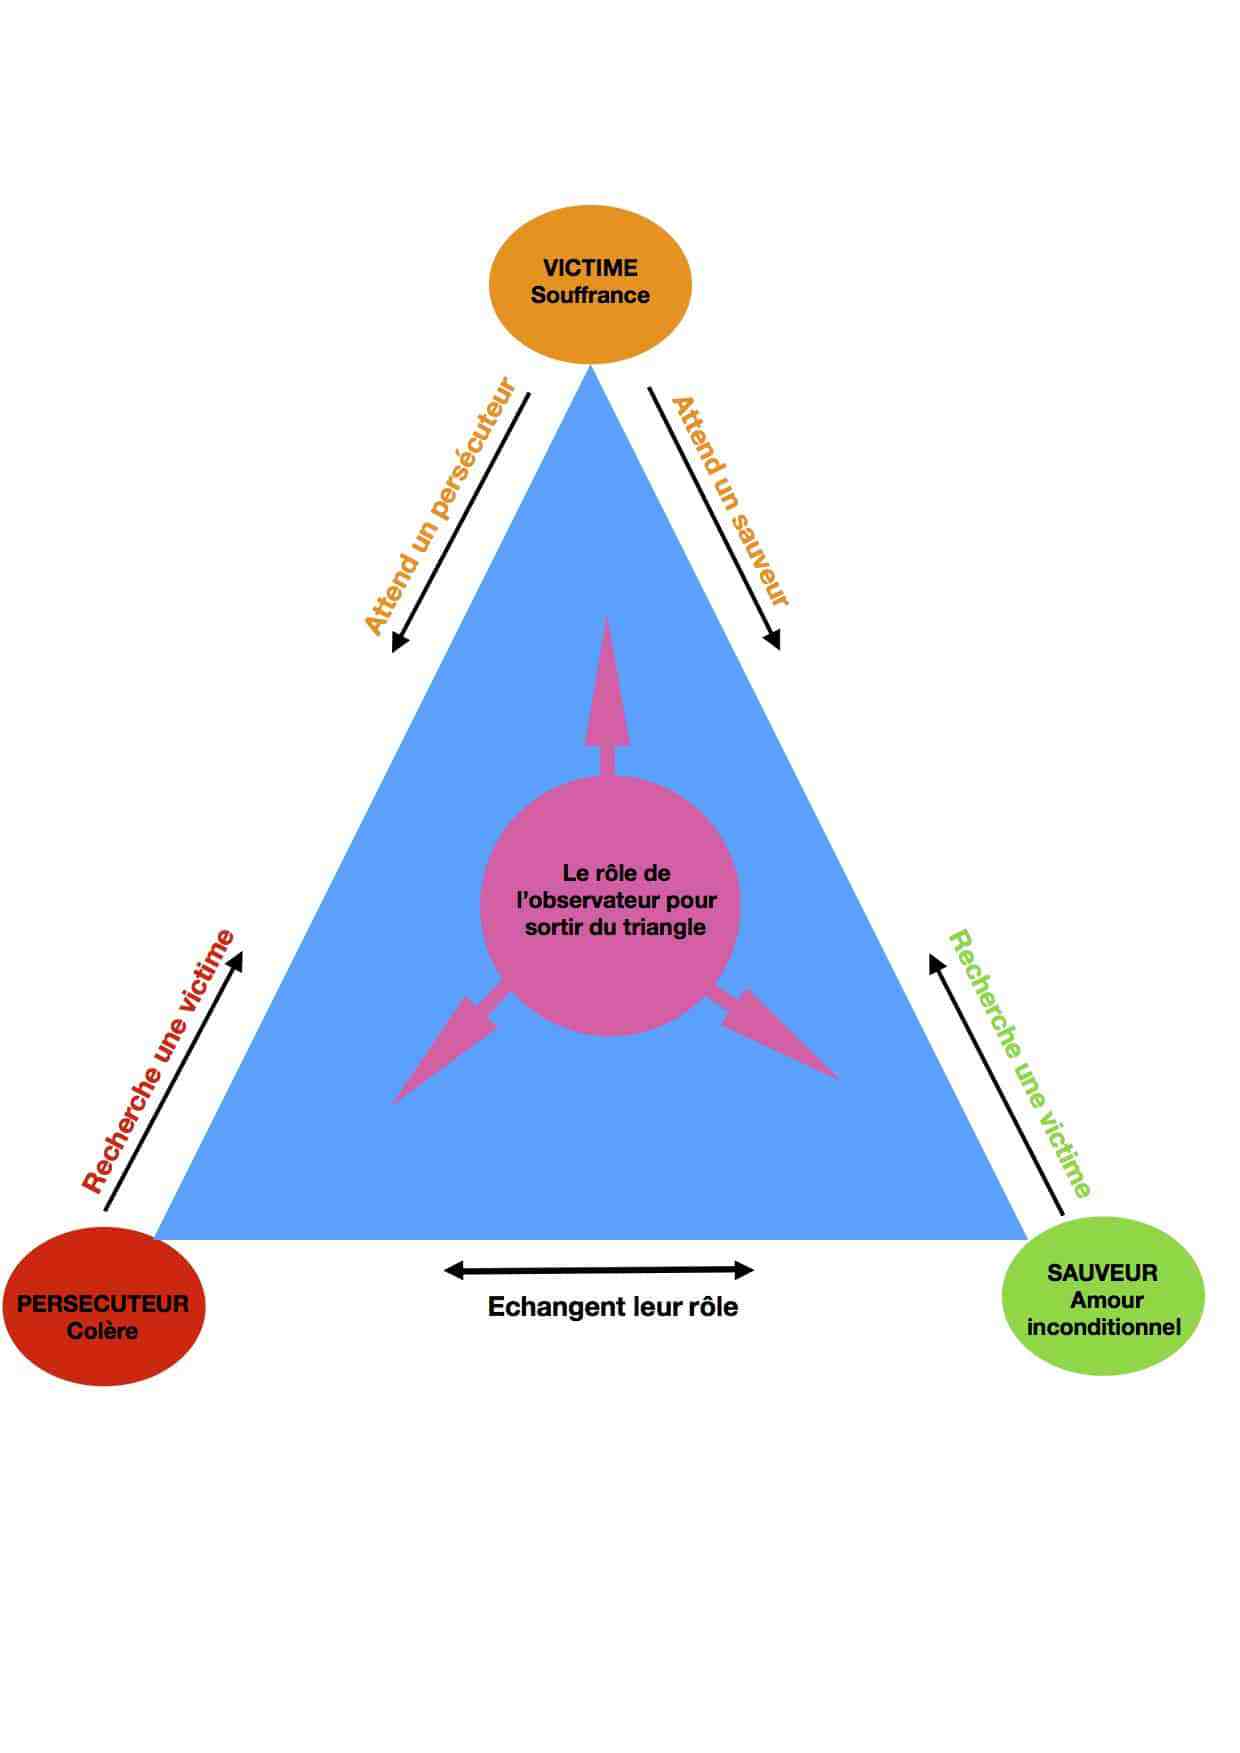 VICTIME
Souffrance
Attend un persécuteur
Attend un sauveur
Le rôle de
l'observateur pour
sortir du triangle
Recherche une victime
Recherche une victime
PERSECUTEUR
Colère
SAUVEUR
Amour
inconditionnel
Echangent leur rôle